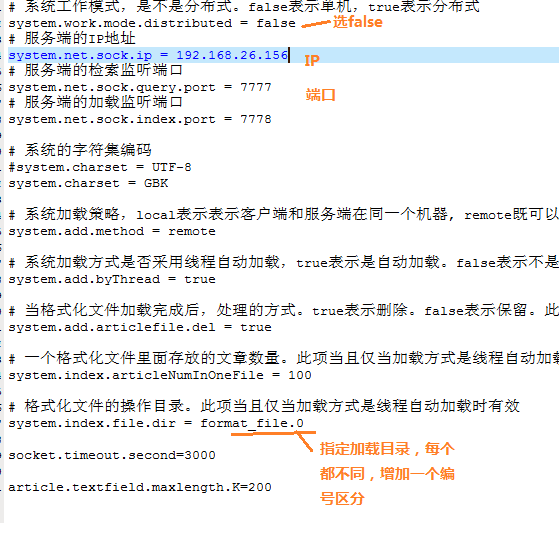 # 系统工作模式，是不是分布式。false表示单机，true表示分布式
system.work.mode.distributed = false
选false
# 服务端的IP地址
system.net.sock.ip = 192.168.26.156
IP
# 服务端的检索监听端口
system.net.sock.query.port = 7777
端口
# 服务端的加载监听端口
system.net.sock.index.port = 7778
# 系统的字符集编码
#system.charset = UTF-8
system.charset = GBK
# 系统加载策略，local表示表示客户端和服务端在同一个机器, remote既可以
system.add.method = remote
# 系统加载方式是否采用线程自动加载，true表示是自动加载。false表示不是
system.add.byThread = true
# 当格式化文件加载完成后，处理的方式。true表示删除。false表示保留。此
system.add.articlefile.del = true
# 一个格式化文件里面存放的文章数量。此项当且仅当加载方式是线程自动加载
system.index.articleNumInOneFile = 100
# 格式化文件的操作目录。此项当且仅当加载方式是线程自动加载时有效
system.index.file.dir = format_file.0
指定加载目录，每个
都不同，增加一个编
号区分
socket.timeout.second=3000
article.textfield.maxlength.K=200